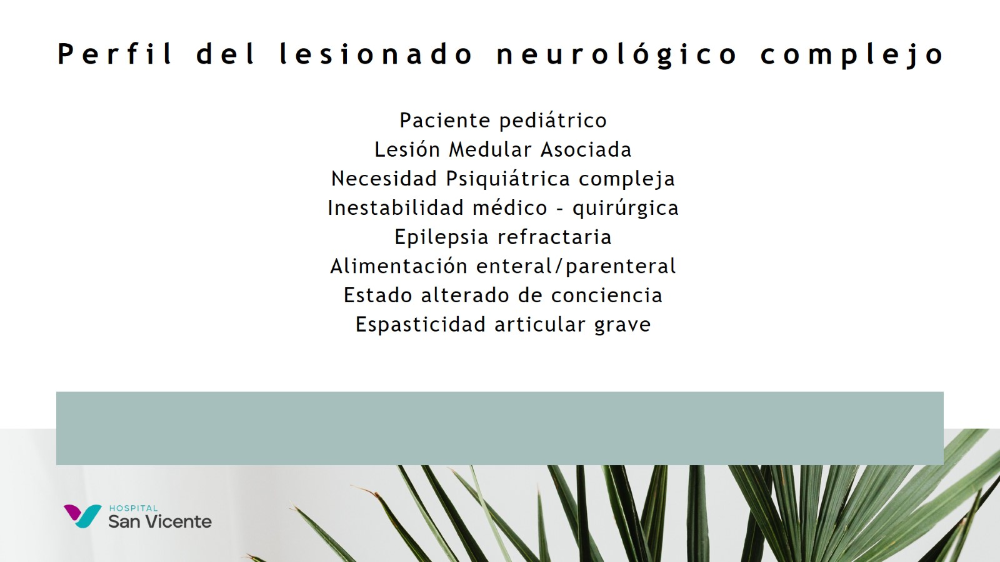 Perfil del lesionado neurológico complejo
Paciente pediátrico
Lesión Medular Asociada
Necesidad Psiquiátrica compleja
Inestabilidad médico - quirúrgica
Epilepsia refractaria
Alimentación enteral/parenteral
Estado alterado de conciencia
Espasticidad articular grave
HOSPITAL
San Vicente